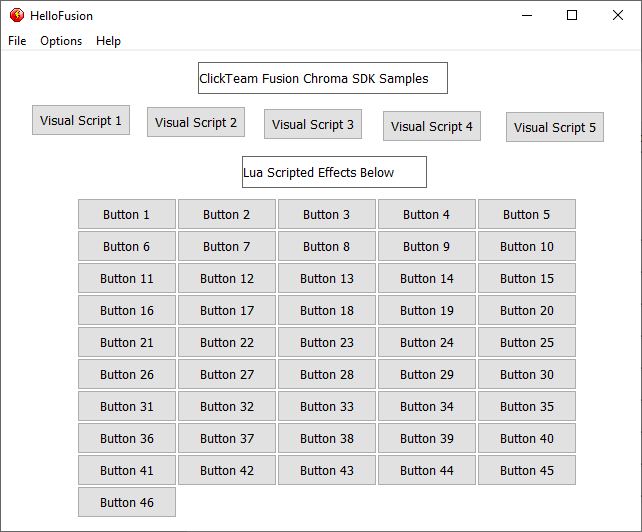 HelloFusion
File Options Help
ClickTeam Fusion Chroma SDK Samples
Visual Script 1 Visual Script 2 Visual Script 3 Visual Script 4 Visual Script 5
Lua Scripted Effects Below
Button 1 Button 2 Button 3 Button 4 Button 5
Button 6 Button 7 Button 8 Button 9 Button 10
Button 11 Button 12 Button 13 Button 14 Button 15
Button 16 Button 17 Button 18 Button 19 Button 20
Button 21 Button 22 Button 23 Button 24 Button 25
Button 26 Button 27 Button 28 Button 29 Button 30
Button 31 Button 32 Button 33 Button 34 Button 35
Button 36 Button 37 Button 38 Button 39 Button 40
Button 41 Button 42 Button 43 Button 44 Button 45
Button 46